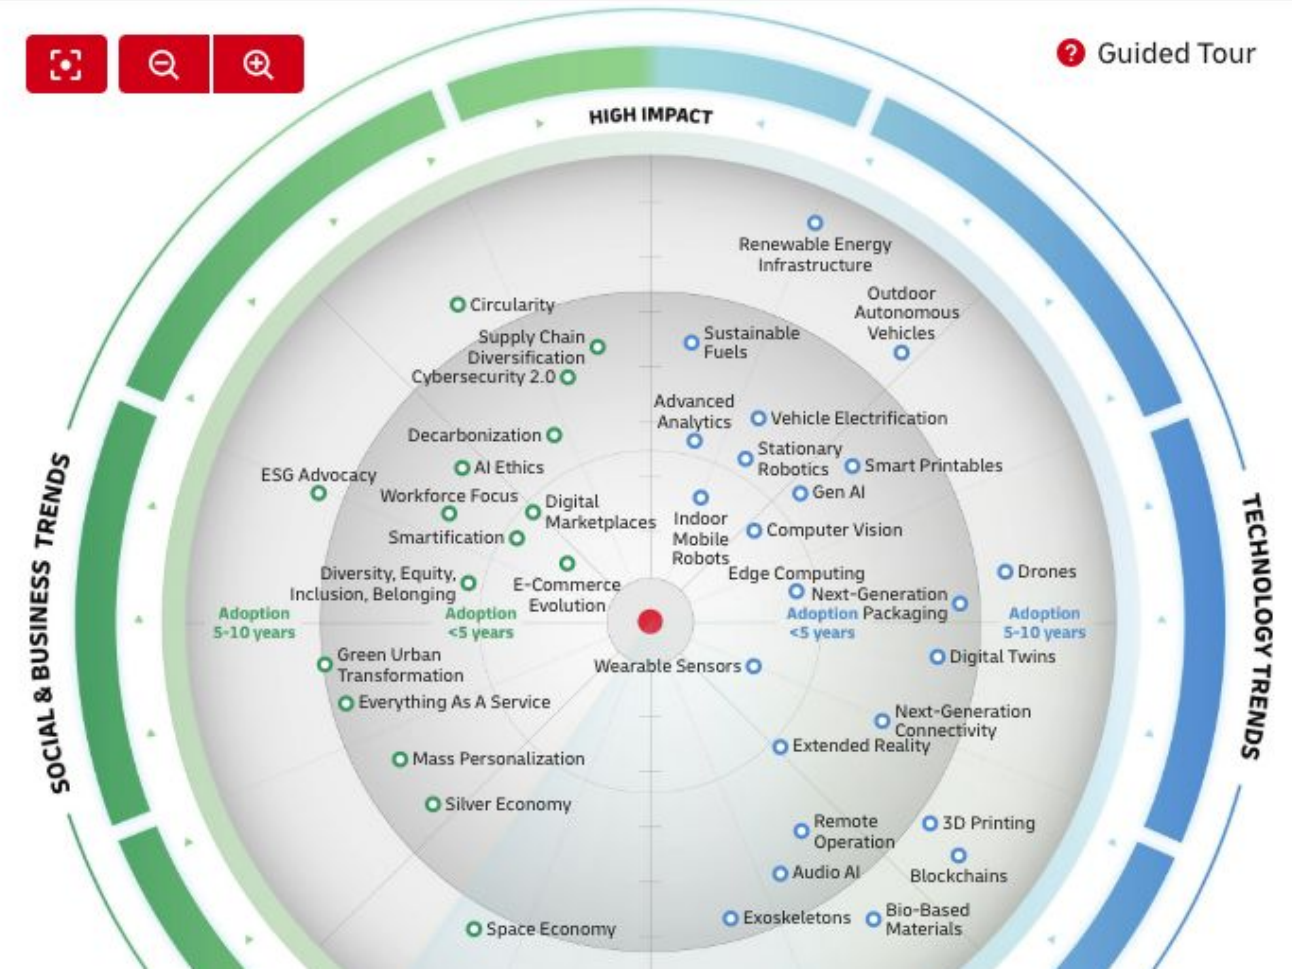 Guided Tour
HIGH IMPACT
Renewable Energy
Infrastructure
Outdoor
Autonomous
Vehicles
Circularity
Supply Chain
Diversification
Sustainable
Fuels
Cybersecurity 2.0
Advanced
Analytics
Vehicle Electrification
Decarbonization
Stationary
Robotics
Smart Printables
AI Ethics
ESG Advocacy
Workforce Focus
Digital
Marketplaces
Gen AI
Indoor
Mobile
Robots
Computer Vision
Smartification
Diversity, Equity,
Inclusion, Belonging
E-Commerce
Evolution
Edge Computing
Drones
Next-Generation
Packaging
Adoption
5-10 years
Adoption
<5 years
Adoption
<5 years
Adoption
5-10 years
SOCIAL & BUSINESS TRENDS
TECHNOLOGY TRENDS
Green Urban
Transformation
Wearable Sensors
Digital Twins
Everything As A Service
Next-Generation
Connectivity
Extended Reality
Mass Personalization
Silver Economy
Remote
Operation
3D Printing
Audio AI
Blockchains
Exoskeletons
Bio-Based
Materials
Space Economy